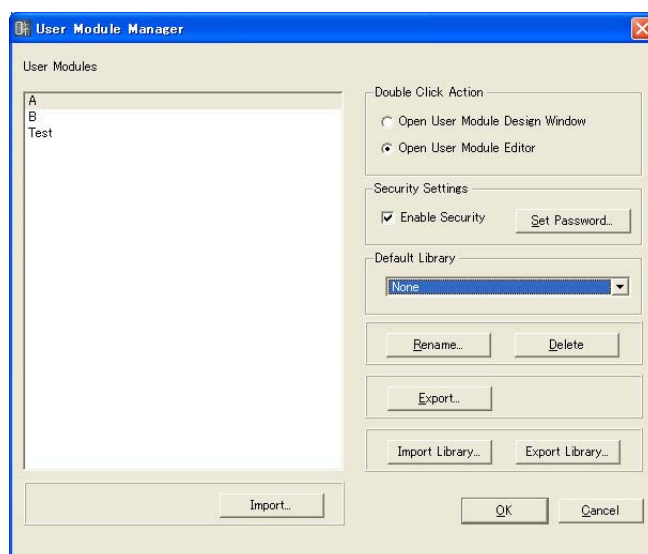 User Module Manager
User Modules
A
B
Test
Import...
Double Click Action
Open User Module Design Window
Open User Module Editor
Security Settings
Enable Security
Set Password...
Default Library
None
Rename...
Delete
Export...
Import Library...
Export Library...
OK
Cancel